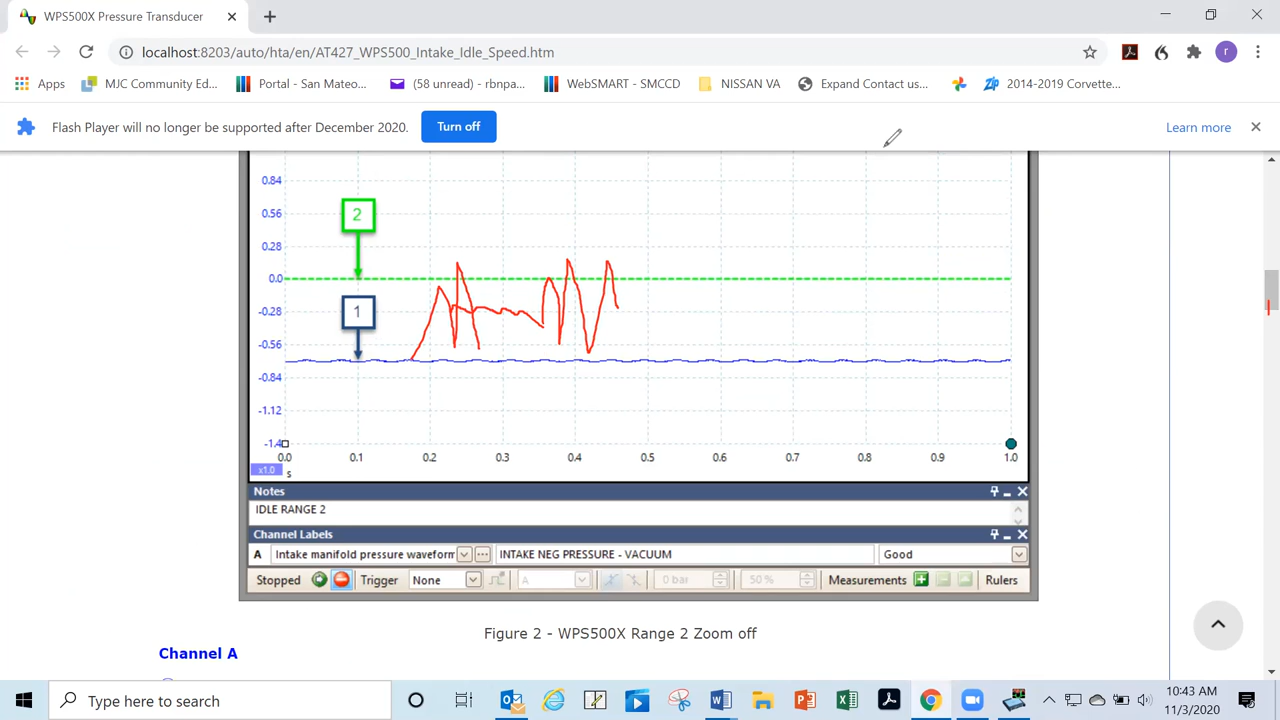 WPS500X Pressure Transducer
localhost:8203/auto/hta/en/AT427_WPS500_Intake_Idle_Speed.htm
r
Apps MJC Community Ed... Portal - San Mateo... (58 unread) - rbnpa... WebSMART - SMCCD NISSAN VA Expand Contact us... 2014-2019 Corvette...
Flash Player will no longer be supported after December 2020. Turn off Learn more
0.84
0.56
0.28
0.0
-0.28
-0.56
-0.84
-1.12
-1.4
2
1
0.0 0.1 0.2 0.3 0.4 0.5 0.6 0.7 0.8 0.9 1.0
x1.0 s
Notes
IDLE RANGE 2
Channel Labels
A Intake manifold pressure waveform INTAKE NEG PRESSURE - VACUUM Good
Stopped Trigger None A 0 bar 50 % Measurements Rulers
Figure 2 - WPS500X Range 2 Zoom off
Channel A
Type here to search
10:43 AM
11/3/2020